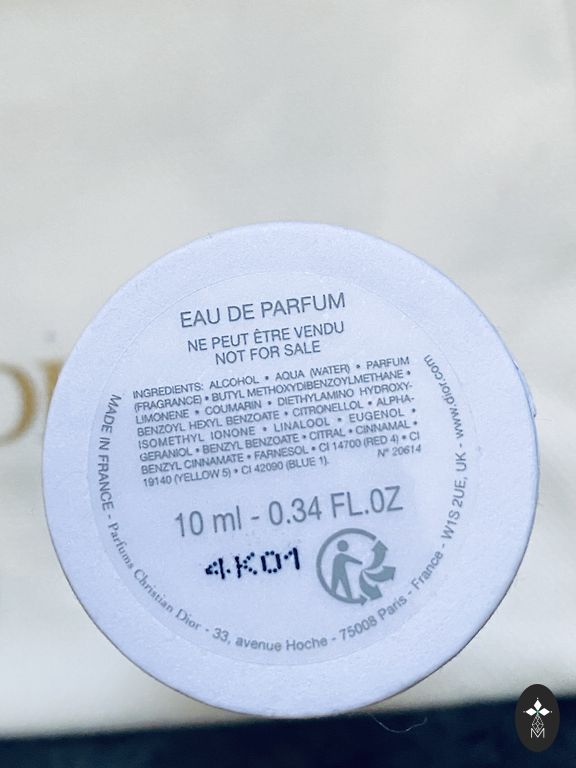 EAU DE PARFUM
NE PEUT ÊTRE VENDU
NOT FOR SALE
INGREDIENTS: ALCOHOL • AQUA (WATER) • PARFUM
(FRAGRANCE) • BUTYL METHOXYDIBENZOYLMETHANE •
LIMONENE • COUMARIN • DIETHYLAMINO HYDROXY-
BENZOYL HEXYL BENZOATE • CITRONELLOL • ALPHA-
ISOMETHYL IONONE • LINALOOL • EUGENOL •
GERANIOL • BENZYL BENZOATE • CITRAL • CINNAMAL •
BENZYL CINNAMATE • FARNESOL • CI 14700 (RED 4) • CI
19140 (YELLOW 5) • CI 42090 (BLUE 1). N° 20614
10 ml - 0.34 FL.OZ
4K01
MADE IN FRANCE - Parfums Christian Dior - 33, avenue Hoche - 75008 Paris - France - W1S 2UE, UK - www.dior.com